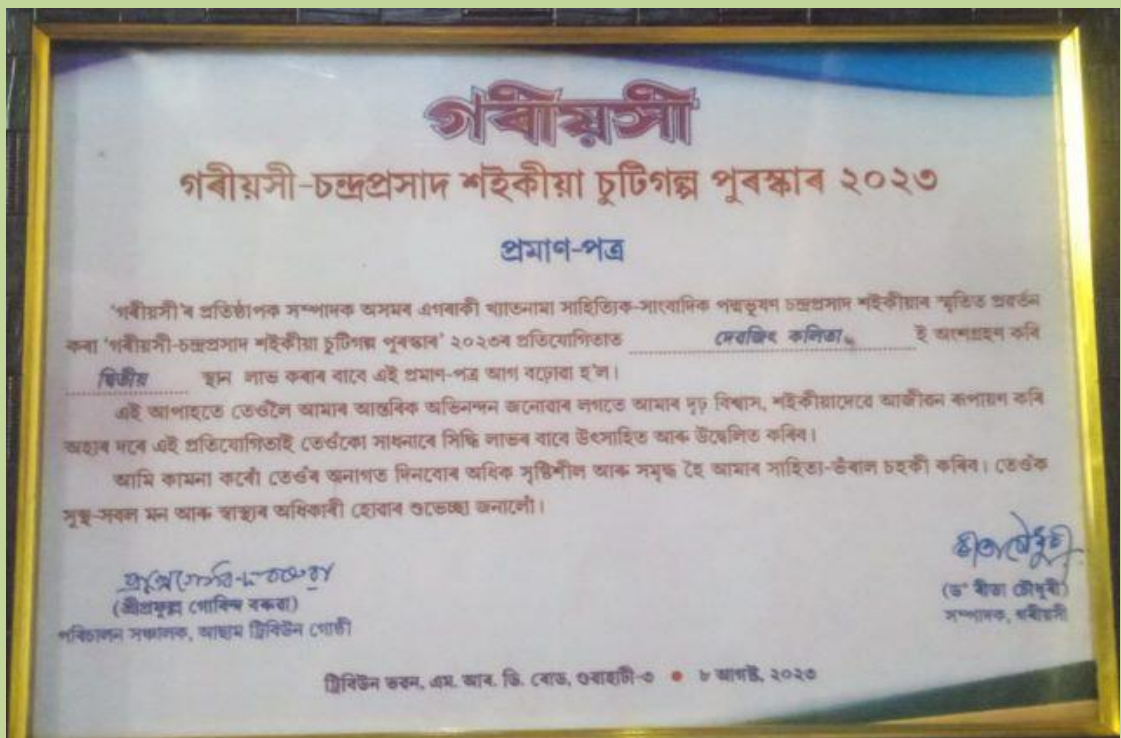 গৰীয়সী
গৰীয়সী-চন্দ্ৰপ্ৰসাদ শইকীয়া চুটিগল্প পুৰস্কাৰ ২০২৩
প্ৰমাণ-পত্ৰ
'গৰীয়সী'ৰ প্ৰতিষ্ঠাপক সম্পাদক অসমৰ এগৰাকী খ্যাতনামা সাহিত্যিক-সাংবাদিক পদ্মভূষণ চন্দ্ৰপ্ৰসাদ শইকীয়াৰ স্মৃতিত প্ৰৱৰ্তন
কৰা 'গৰীয়সী-চন্দ্ৰপ্ৰসাদ শইকীয়া চুটিগল্প পুৰস্কাৰ' ২০২৩ৰ প্ৰতিযোগিতাত দেৱজিৎ কলিতা ই অংশগ্ৰহণ কৰি
দ্বিতীয় স্থান লাভ কৰাৰ বাবে এই প্ৰমাণ-পত্ৰ আগ বঢ়োৱা হ'ল।
এই আপাহতে তেওঁলৈ আমাৰ আন্তৰিক অভিনন্দন জনোৱাৰ লগতে আমাৰ দৃঢ় বিশ্বাস, শইকীয়াদেৱে আজীৱন ৰূপায়ণ কৰি
অহাৰ দৰে এই প্ৰতিযোগিতাই তেওঁকো সাধনাৰে সিদ্ধি লাভৰ বাবে উৎসাহিত আৰু উদ্বেলিত কৰিব।
আমি কামনা কৰোঁ তেওঁৰ অনাগত দিনবোৰ অধিক সৃষ্টিশীল আৰু সমৃদ্ধ হৈ আমাৰ সাহিত্য-ভঁৰাল চহকী কৰিব। তেওঁক
সুস্থ-সবল মন আৰু স্বাস্থ্যৰ অধিকাৰী হোৱাৰ শুভেচ্ছা জনালোঁ।
(শ্ৰীপ্ৰফুল্ল গোবিন্দ বৰুৱা)
পৰিচালন সঞ্চালক, আছাম ট্ৰিবিউন গোষ্ঠী
ৰীতা চৌধুৰী
(ড° ৰীতা চৌধুৰী)
সম্পাদক, গৰীয়সী
ট্ৰিবিউন ভৱন, এম. আৰ. ডি. ৰোড, গুৱাহাটী-৩ ● ৮ আগষ্ট, ২০২৩